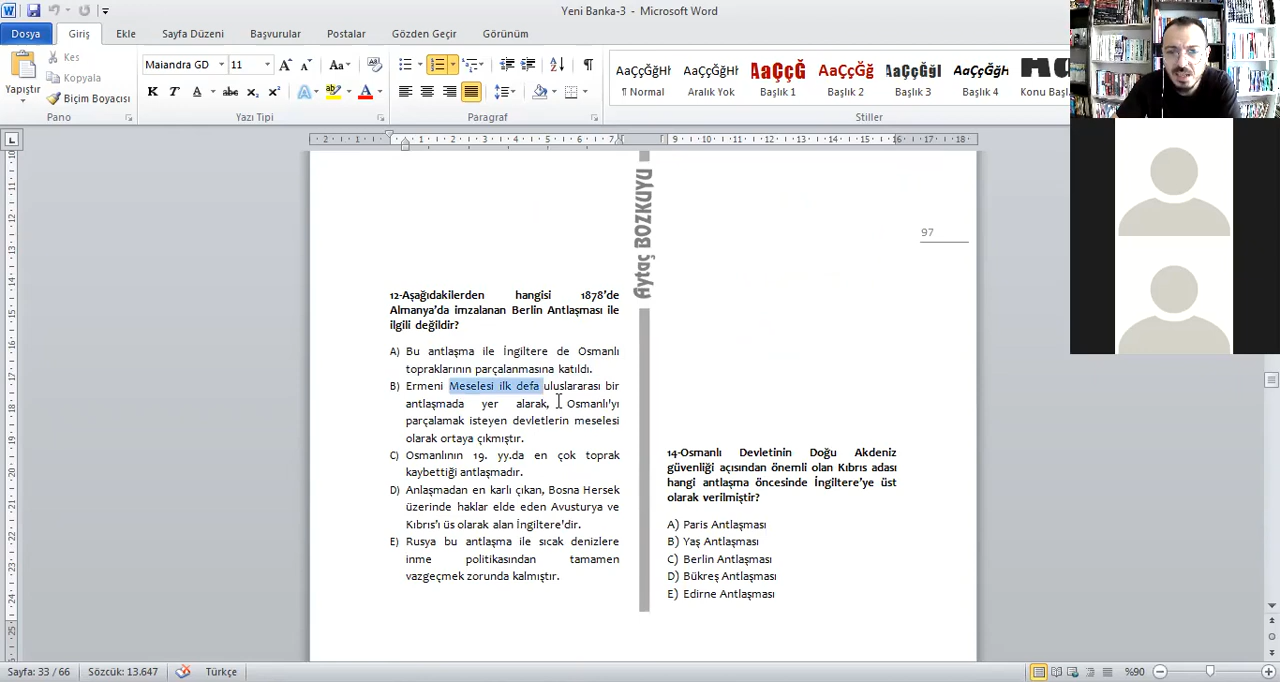 Yeni Banka-3 - Microsoft Word
Dosya Giriş Ekle Sayfa Düzeni Başvurular Postalar Gözden Geçir Görünüm
Yapıştır
Kes
Kopyala
Biçim Boyacısı
Pano
Maiandra GD 11
K T A abe x₂ x²
Yazı Tipi
Paragraf
AaÇçĞğHł AaÇçĞğHł AaÇçĞ AaÇçĞğ AaÇçĞğl AaÇçĞğH
¶ Normal Aralık Yok Başlık 1 Başlık 2 Başlık 3 Başlık 4 Konu Başl
Stiller
Aytaç BOZKUYU
97
12-Aşağıdakilerden hangisi 1878’de
Almanya’da imzalanan Berlin Antlaşması ile
ilgili değildir?
A) Bu antlaşma ile İngiltere de Osmanlı
topraklarının parçalanmasına katıldı.
B) Ermeni Meselesi ilk defa uluslararası bir
antlaşmada yer alarak, Osmanlı'yı
parçalamak isteyen devletlerin meselesi
olarak ortaya çıkmıştır.
C) Osmanlının 19. yy.da en çok toprak
kaybettiği antlaşmadır.
D) Anlaşmadan en karlı çıkan, Bosna Hersek
üzerinde haklar elde eden Avusturya ve
Kıbrıs’ı üs olarak alan İngiltere'dir.
E) Rusya bu antlaşma ile sıcak denizlere
inme politikasından tamamen
vazgeçmek zorunda kalmıştır.
14-Osmanlı Devletinin Doğu Akdeniz
güvenliği açısından önemli olan Kıbrıs adası
hangi antlaşma öncesinde İngiltere’ye üst
olarak verilmiştir?
A) Paris Antlaşması
B) Yaş Antlaşması
C) Berlin Antlaşması
D) Bükreş Antlaşması
E) Edirne Antlaşması
Sayfa: 33 / 66 Sözcük: 13.647 Türkçe %90